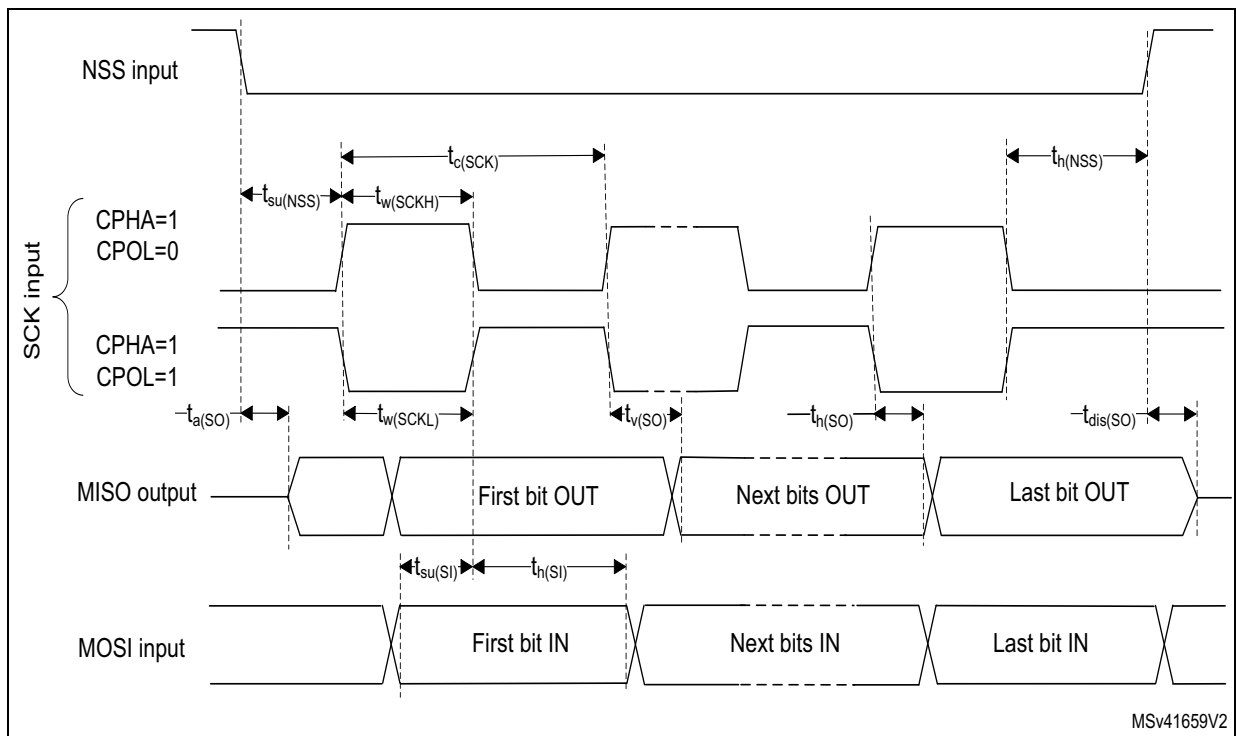 NSS input
tc(SCK)
th(NSS)
tsu(NSS)
tw(SCKH)
SCK input
CPHA=1
CPOL=0
CPHA=1
CPOL=1
ta(SO)
tw(SCKL)
tv(SO)
th(SO)
tdis(SO)
MISO output
First bit OUT
Next bits OUT
Last bit OUT
tsu(SI)
th(SI)
MOSI input
First bit IN
Next bits IN
Last bit IN
MSv41659V2